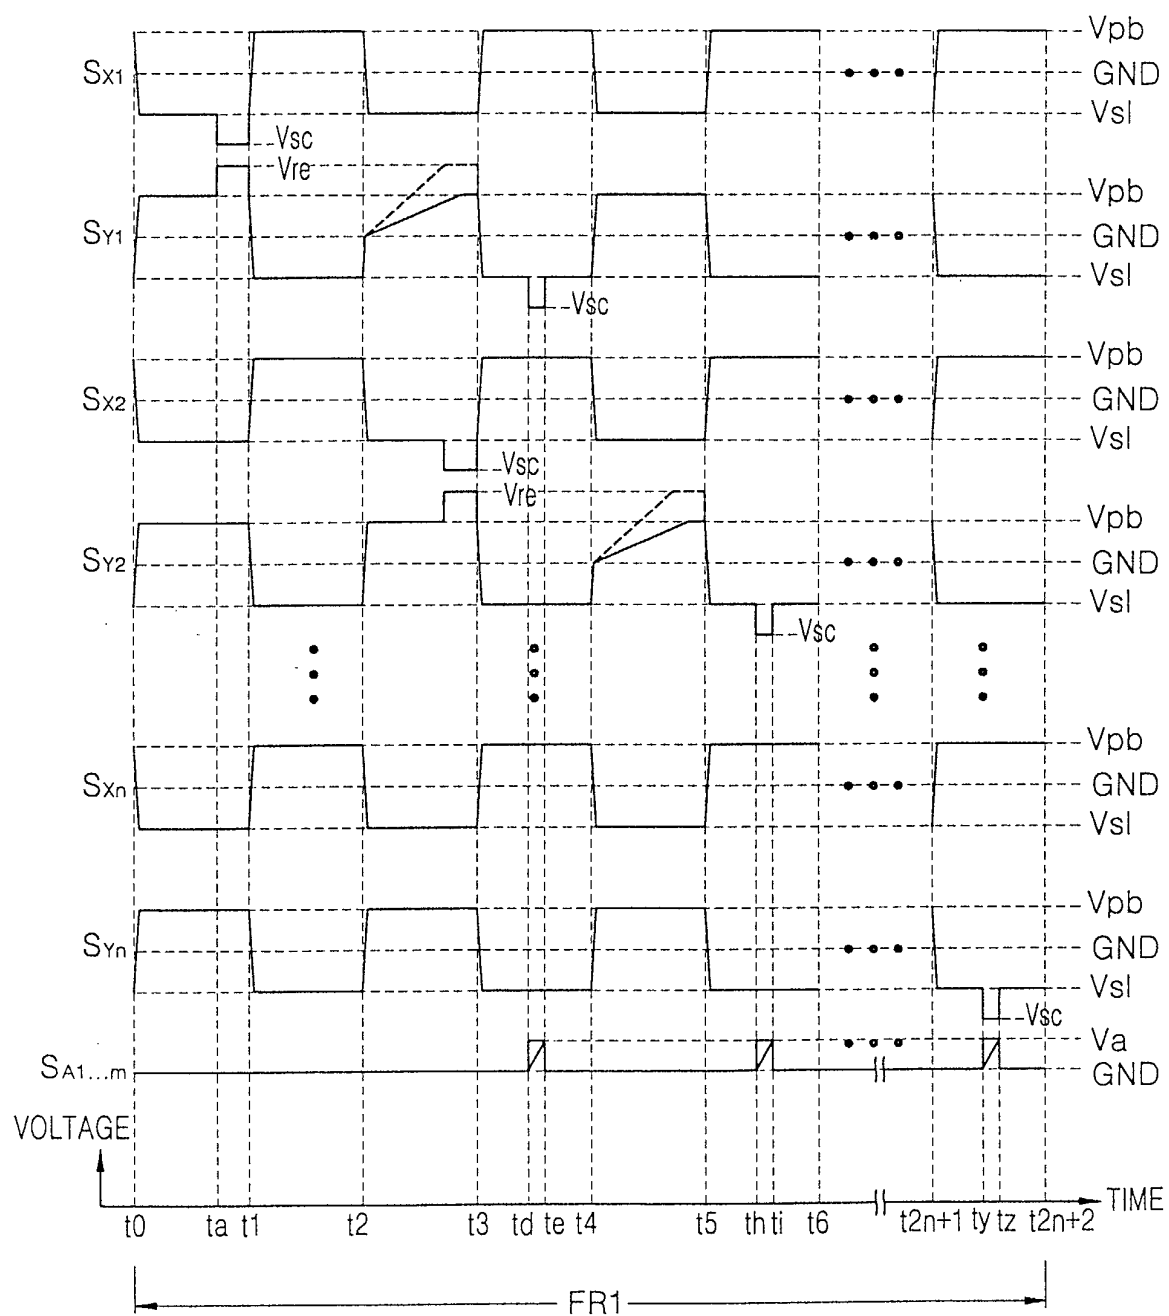 Vpb
SX1
GND
Vsl
Vsc
Vre
Vpb
SY1
GND
Vsl
Vsc
Vpb
SX2
GND
Vsl
Vsc
Vre
Vpb
SY2
GND
Vsl
Vsc
Vpb
SXn
GND
Vsl
Vpb
SYn
GND
Vsl
Vsc
Va
SA1...m
GND
VOLTAGE
TIME
t0 ta t1 t2 t3 td te t4 t5 th ti t6 t2n+1 ty tz t2n+2
FR1